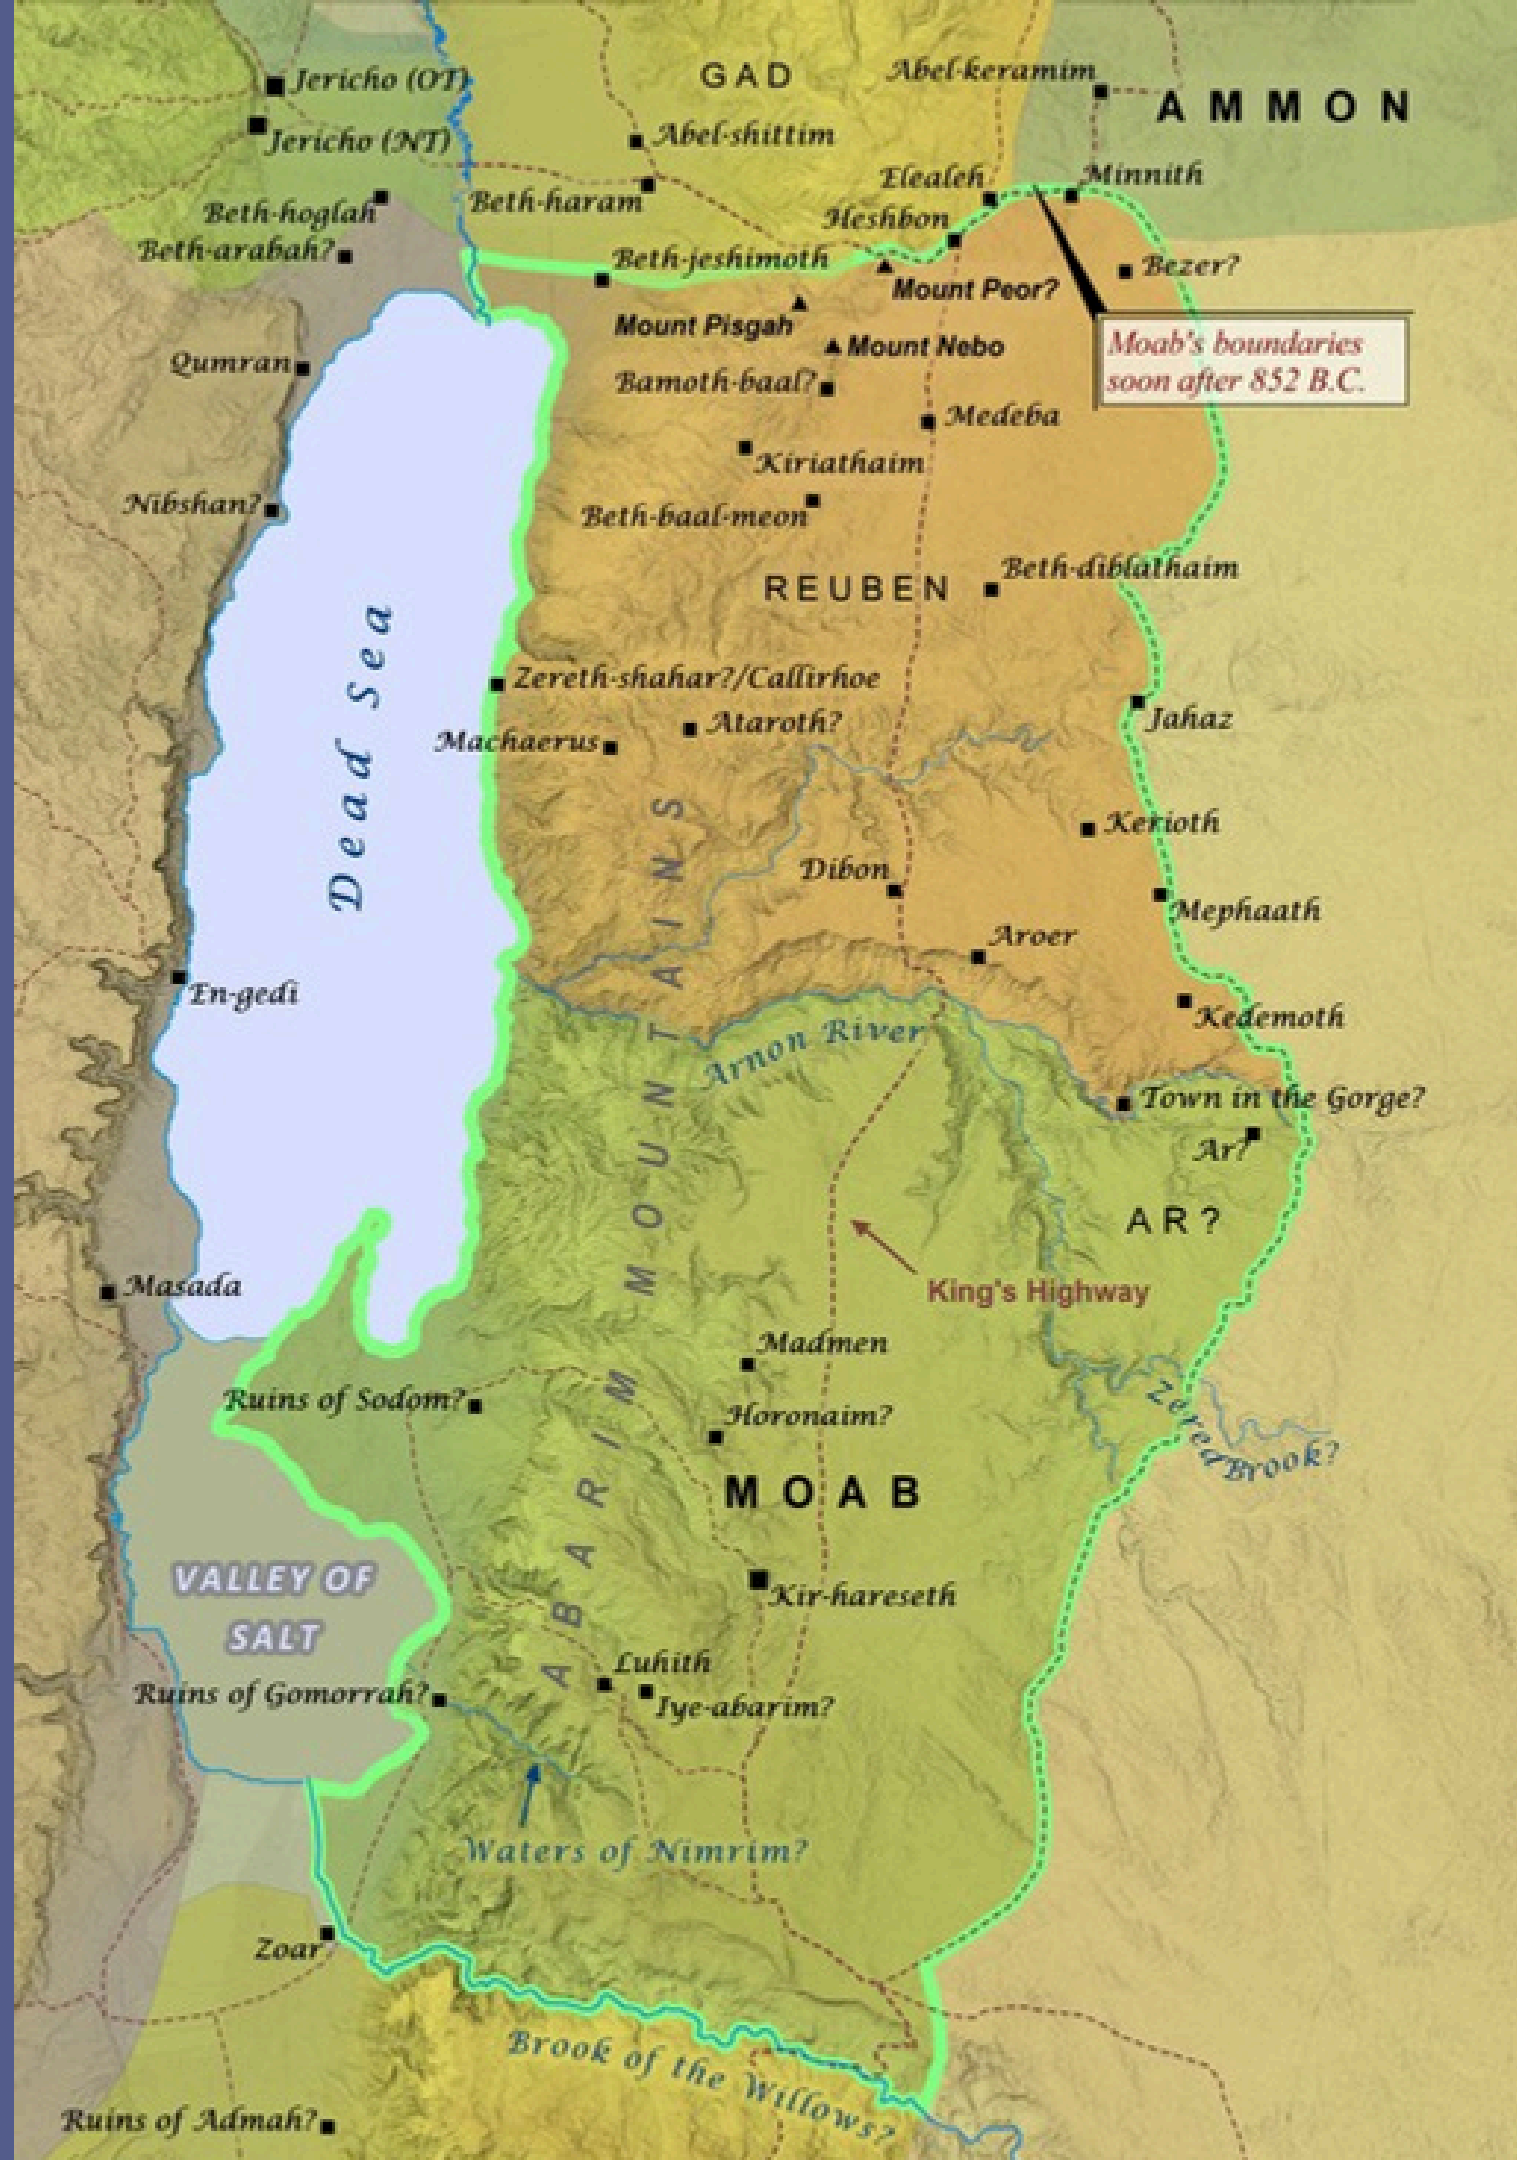 GAD
Abel-keramim
AMMON
Jericho (OT)
Jericho (NT)
Abel-shittim
Elealeh
Minnith
Beth-haram
Beth-hoglah
Heshbon
Beth-arabah?
Beth-jeshimoth
Bezer?
Mount Peor?
Mount Pisgah
Mount Nebo
Moab's boundaries
soon after 852 B.C.
Qumran
Bamoth-baal?
Medeba
Kiriathaim
Nibshan?
Beth-baal-meon
Beth-diblathaim
REUBEN
Dead Sea
Zereth-shahar?/Callirhoe
Ataroth?
Jahaz
Machaerus
Kerioth
Dibon
Mephaath
Aroer
En-gedi
Kedemoth
Arnon River
Town in the Gorge?
Ar?
AR?
ABARIM MOUNTAINS
King's Highway
Masada
Madmen
Ruins of Sodom?
Horonaim?
Zered Brook?
MOAB
VALLEY OF
SALT
Kir-hareseth
Luhith
Ruins of Gomorrah?
Iye-abarim?
Waters of Nimrim?
Zoar
Brook of the Willows?
Ruins of Admah?